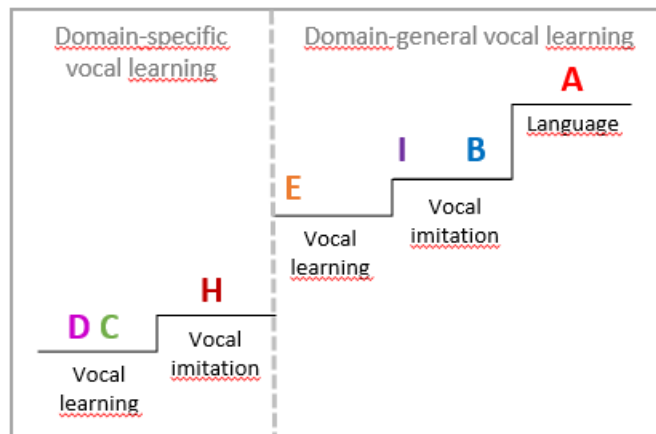 Domain-specific
vocal learning
Domain-general vocal learning
A
Language
I
B
E
Vocal
imitation
Vocal
learning
H
D C
Vocal
imitation
Vocal
learning